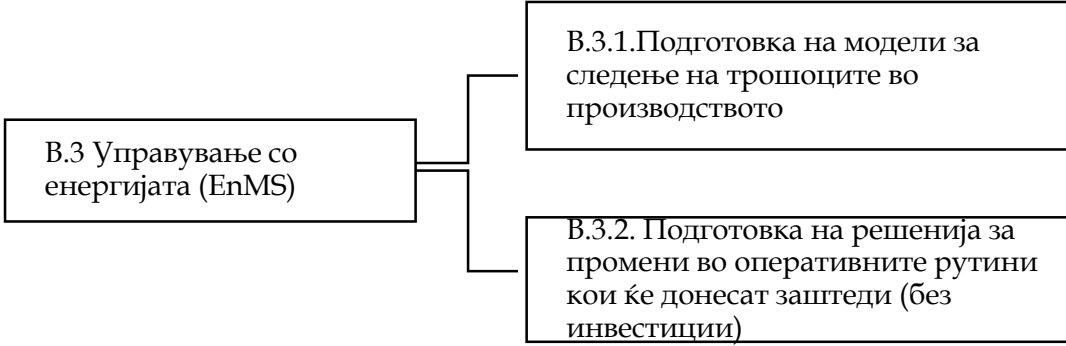 В.3.1.Подготовка на модели за
следење на трошоците во
производството
В.3 Управување со
енергијата (EnMS)
В.3.2. Подготовка на решенија за
промени во оперативните рутини
кои ќе донесат заштеди (без
инвестиции)